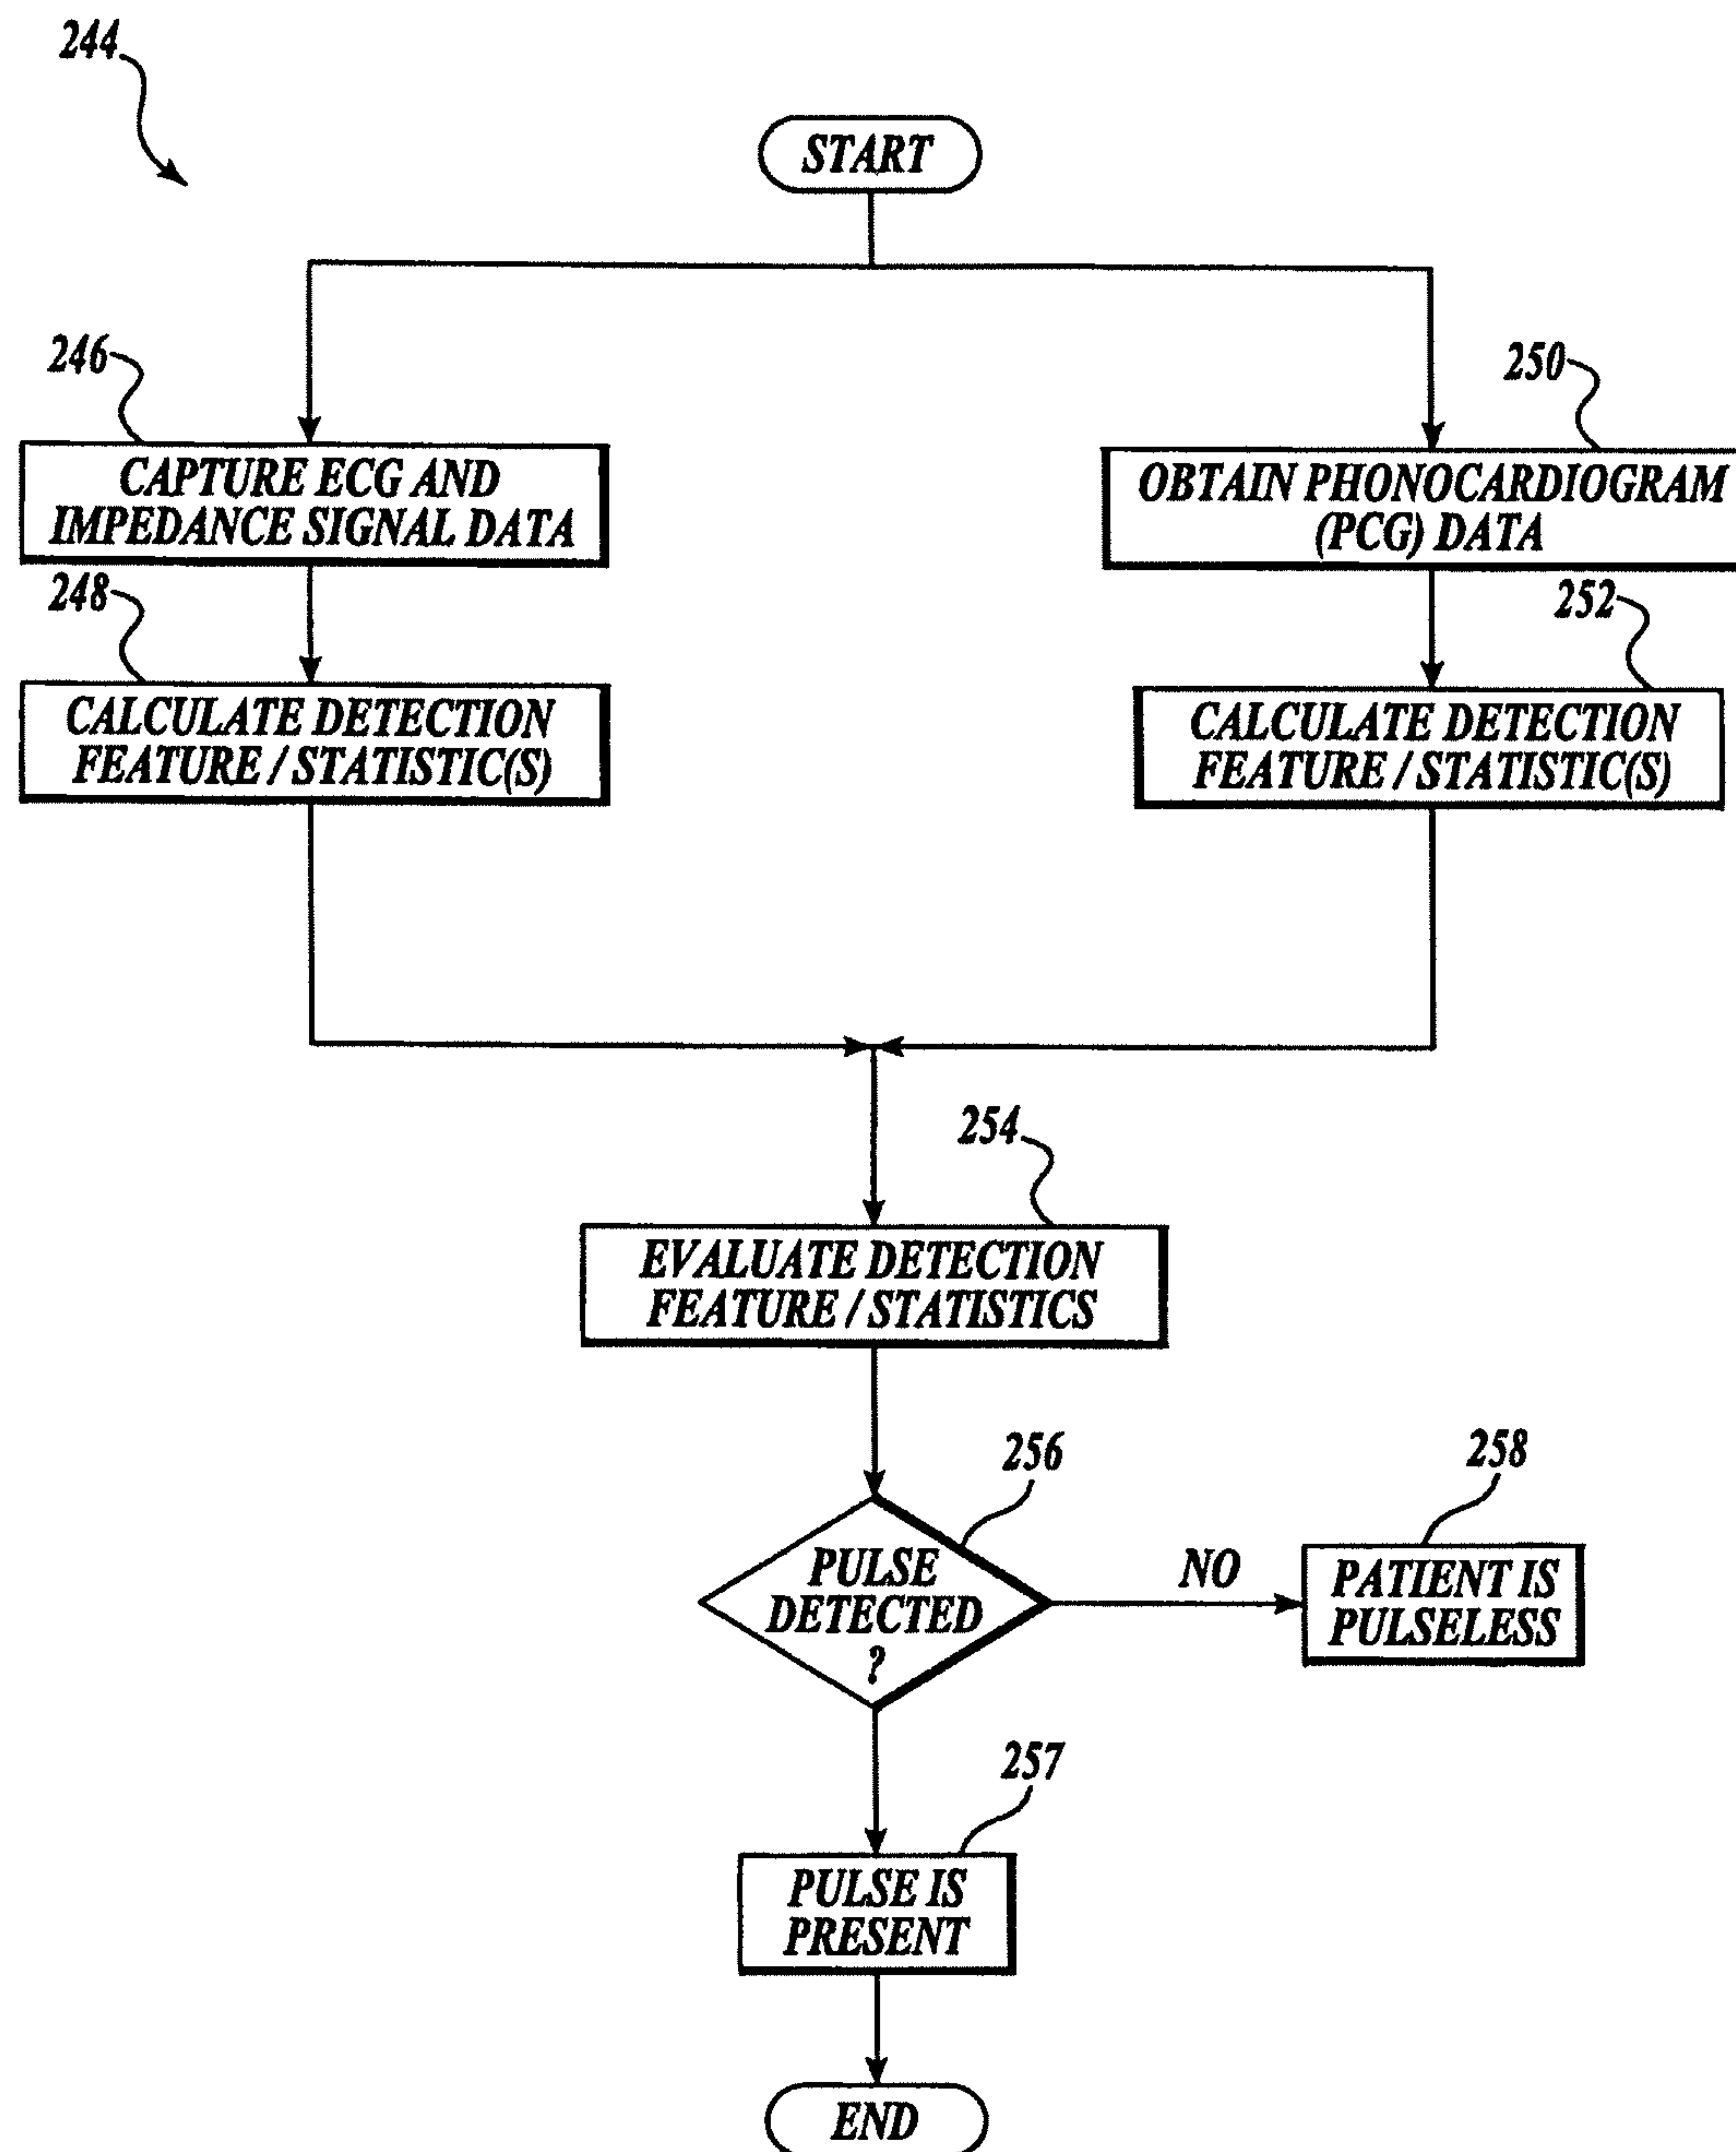 244
START
246
CAPTURE ECG AND
IMPEDANCE SIGNAL DATA
250
OBTAIN PHONOCARDIOGRAM
(PCG) DATA
248
CALCULATE DETECTION
FEATURE / STATISTIC(S)
252
CALCULATE DETECTION
FEATURE / STATISTIC(S)
254
EVALUATE DETECTION
FEATURE / STATISTICS
256
PULSE
DETECTED
?
NO
258
PATIENT IS
PULSELESS
257
PULSE IS
PRESENT
END